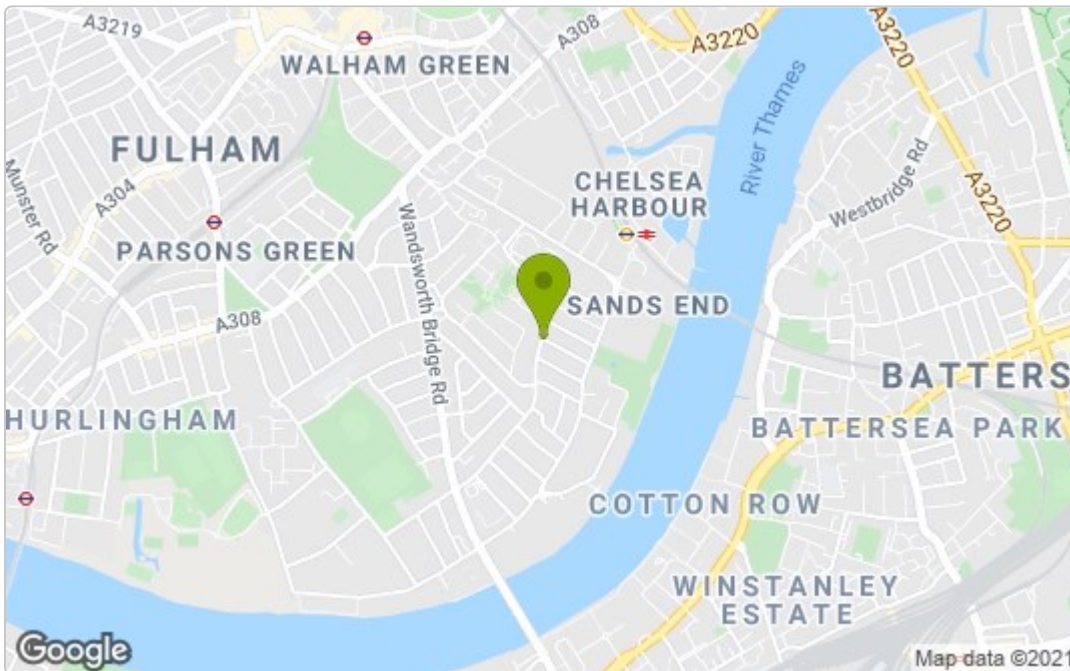 A3219
A308
A3220
A3220
WALHAM GREEN
FULHAM
River Thames
Munster Rd
A304
CHELSEA
HARBOUR
Westbridge Rd
A3220
Wandsworth Bridge Rd
PARSONS GREEN
SANDS END
A308
BATTERS
HURLINGHAM
BATTERSEA PARK
COTTON ROW
WINSTANLEY
ESTATE
Google
Map data ©2021